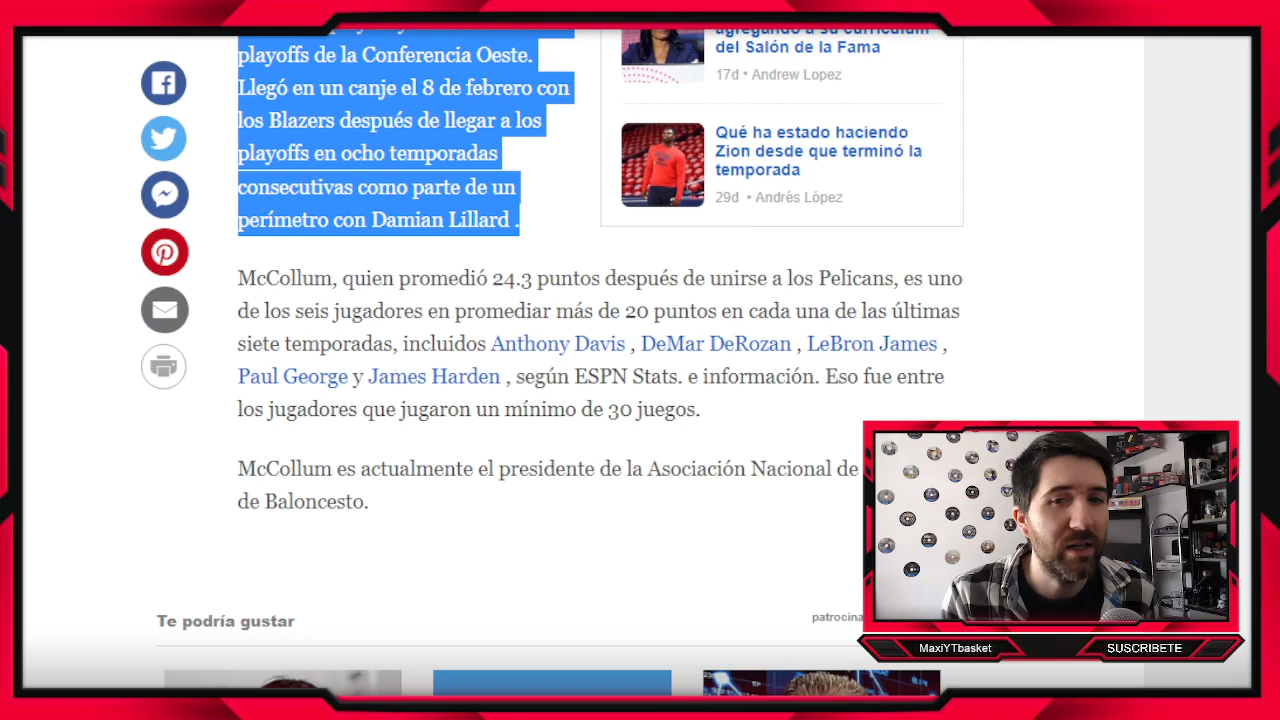 playoffs de la Conferencia Oeste.
Llegó en un canje el 8 de febrero con
los Blazers después de llegar a los
playoffs en ocho temporadas
consecutivas como parte de un
perímetro con Damian Lillard .
agregando a su currículum
del Salón de la Fama
17d • Andrew Lopez
Qué ha estado haciendo
Zion desde que terminó la
temporada
29d • Andrés López
McCollum, quien promedió 24.3 puntos después de unirse a los Pelicans, es uno
de los seis jugadores en promediar más de 20 puntos en cada una de las últimas
siete temporadas, incluidos Anthony Davis , DeMar DeRozan , LeBron James ,
Paul George y James Harden , según ESPN Stats. e información. Eso fue entre
los jugadores que jugaron un mínimo de 30 juegos.
McCollum es actualmente el presidente de la Asociación Nacional de
de Baloncesto.
Te podría gustar
patrocina
MaxiYTbasket
SUSCRIBETE